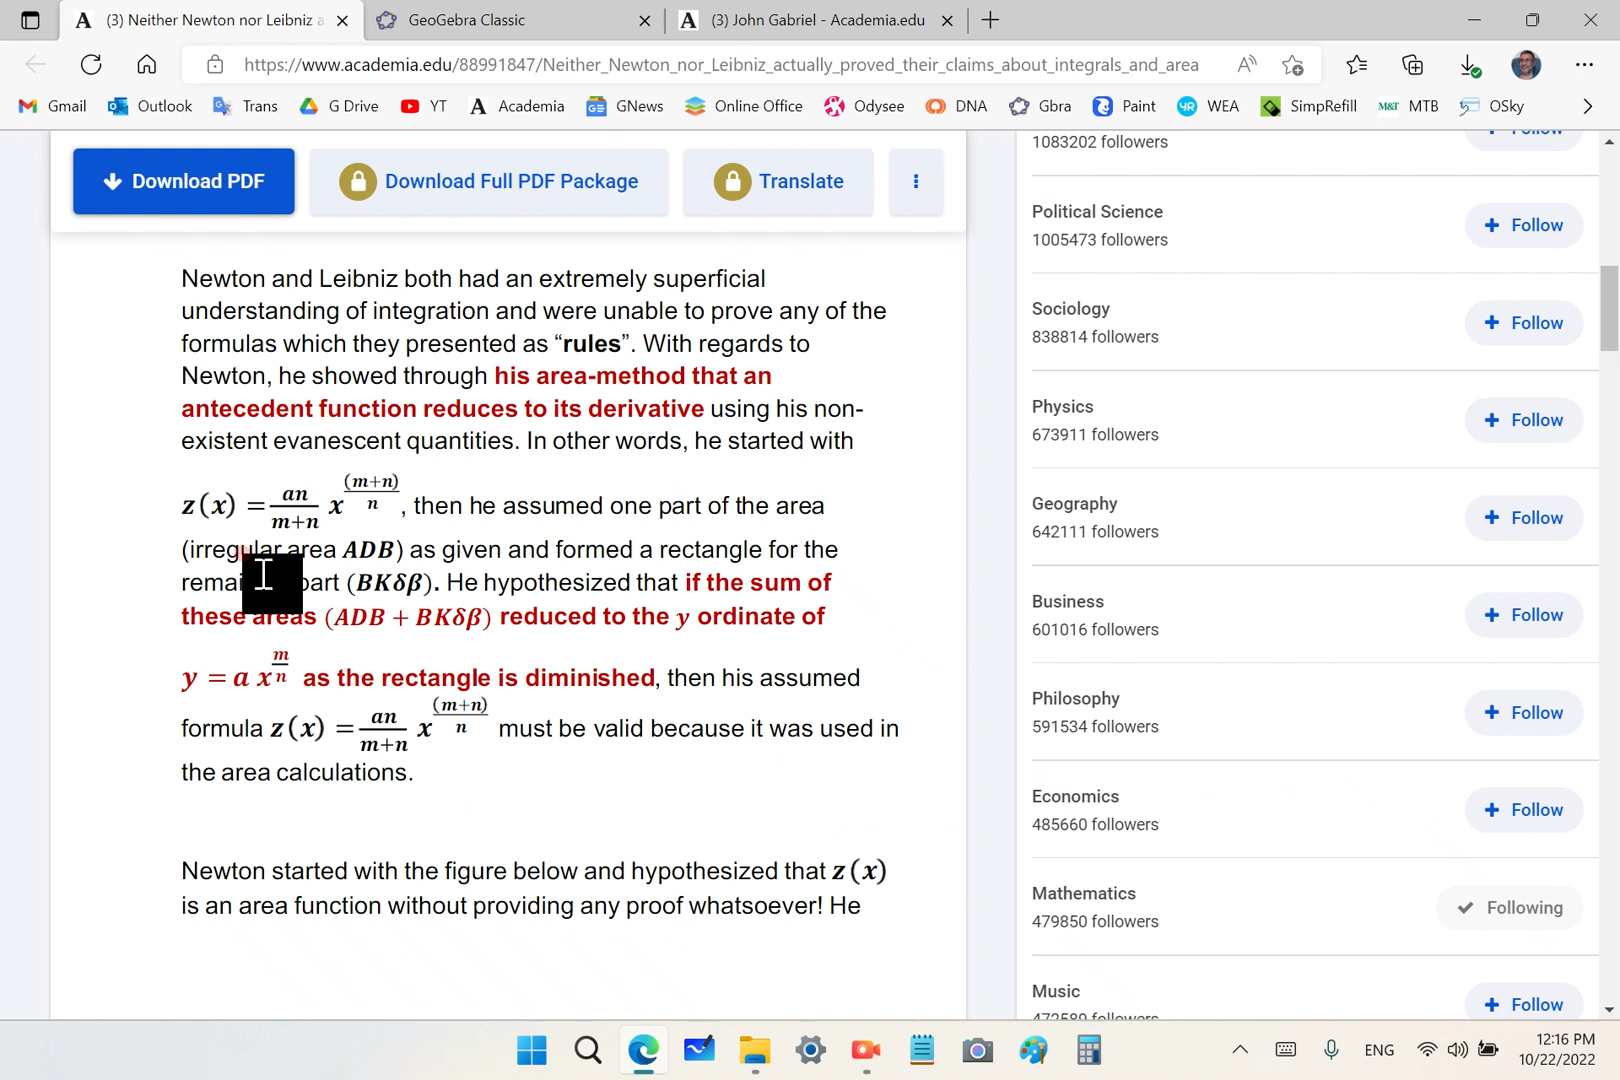 (3) Neither Newton nor Leibniz a
GeoGebra Classic
A (3) John Gabriel - Academia.edu
https://www.academia.edu/88991847/Neither_Newton_nor_Leibniz_actually_proved_their_claims_about_integrals_and_area
Gmail Outlook Trans G Drive YT Academia GNews Online Office Odysee DNA Gbra Paint WEA SimpRefill M&T MTB OSky
Download PDF Download Full PDF Package Translate
Newton and Leibniz both had an extremely superficial
understanding of integration and were unable to prove any of the
formulas which they presented as “rules”. With regards to
Newton, he showed through his area-method that an
antecedent function reduces to its derivative using his non-
existent evanescent quantities. In other words, he started with
z(x) = an/(m+n) x^((m+n)/n), then he assumed one part of the area
(irregular area ADB) as given and formed a rectangle for the
part (BKδβ). He hypothesized that if the sum of
these areas (ADB + BKδβ) reduced to the y ordinate of
y = a x^(m/n) as the rectangle is diminished, then his assumed
formula z(x) = an/(m+n) x^((m+n)/n) must be valid because it was used in
the area calculations.
Newton started with the figure below and hypothesized that z(x)
is an area function without providing any proof whatsoever! He
Follow
1083202 followers
Political Science
1005473 followers
+ Follow
Sociology
838814 followers
+ Follow
Physics
673911 followers
+ Follow
Geography
642111 followers
+ Follow
Business
601016 followers
+ Follow
Philosophy
591534 followers
+ Follow
Economics
485660 followers
+ Follow
Mathematics
479850 followers
Following
Music
472589 followers
+ Follow
ENG
12:16 PM
10/22/2022